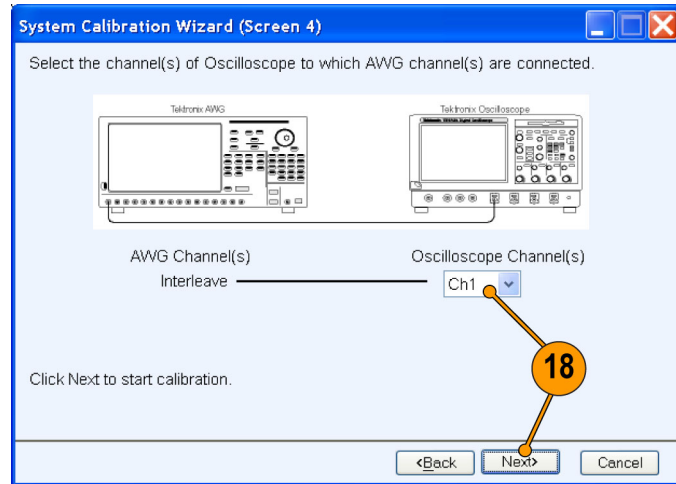 System Calibration Wizard (Screen 4)
Select the channel(s) of Oscilloscope to which AWG channel(s) are connected.
Tektronix AWG
Tektronix Oscilloscope
AWG Channel(s)
Oscilloscope Channel(s)
Interleave
Ch1
18
Click Next to start calibration.
<Back
Next>
Cancel